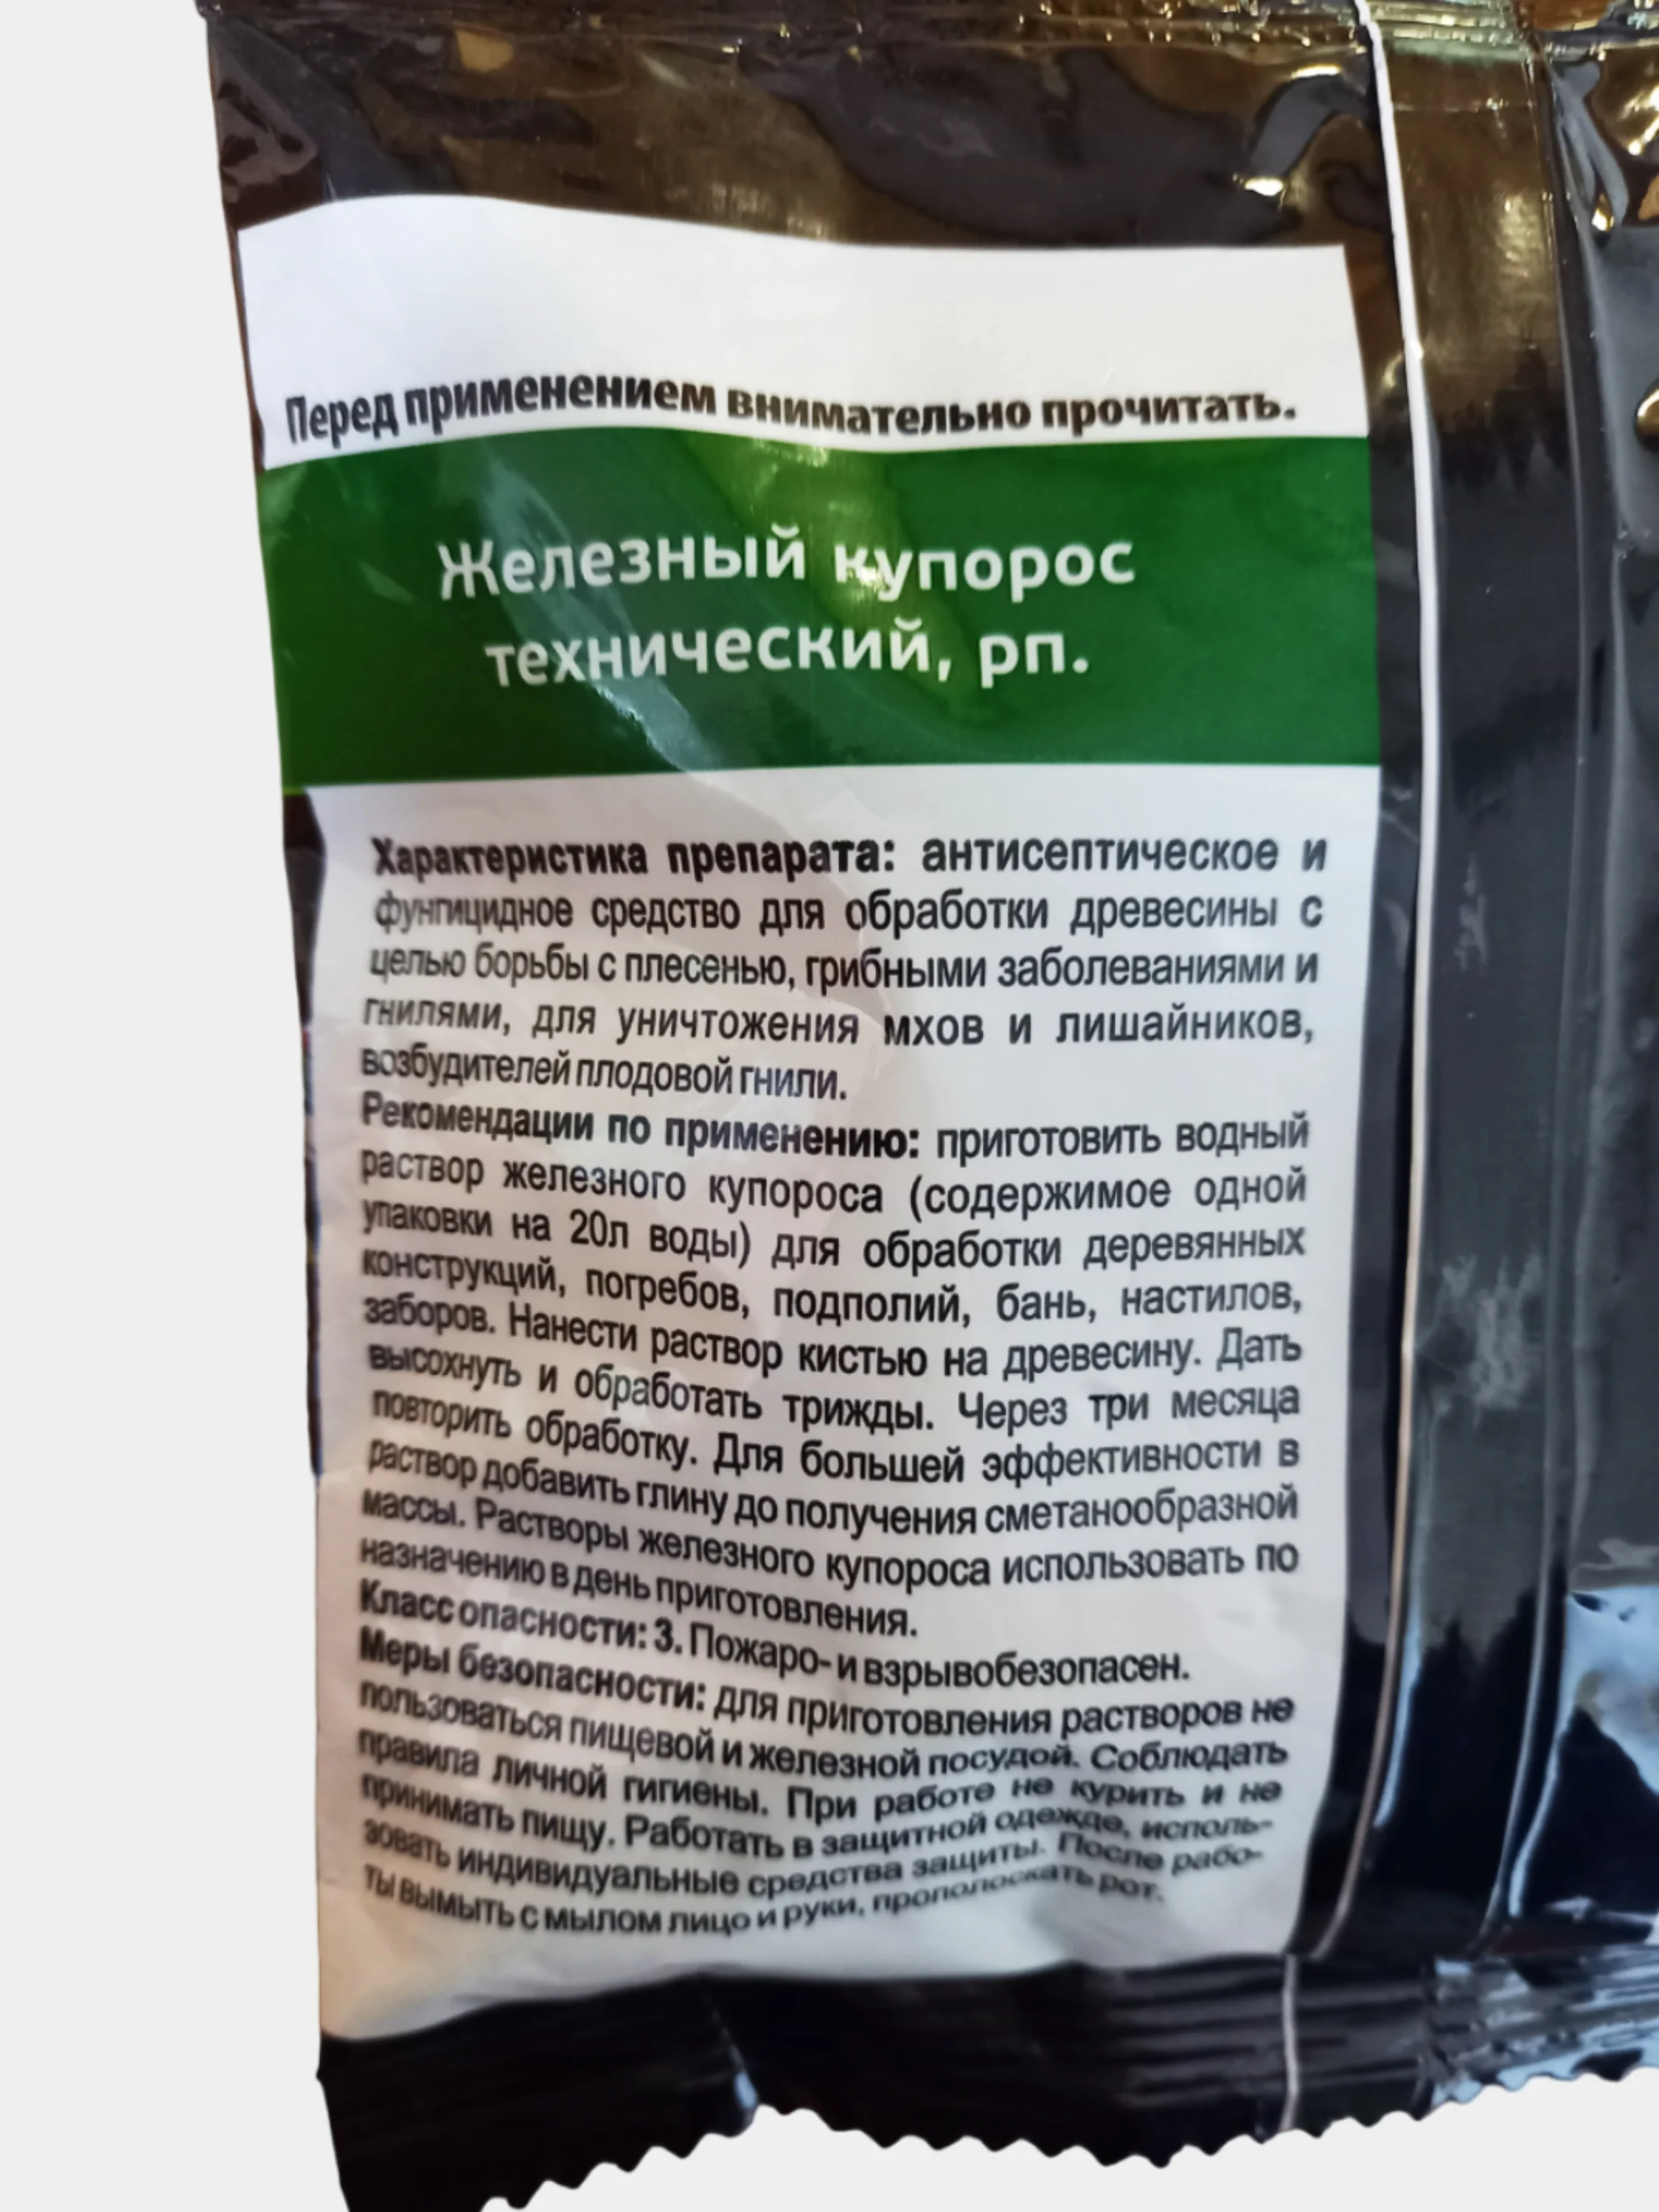 Перед применением внимательно прочитать.
Железный купорос
технический, рп.
Характеристика препарата: антисептическое и
фунгицидное средство для обработки древесины с
целью борьбы с плесенью, грибными заболеваниями и
гнилями, для уничтожения мхов и лишайников,
возбудителей плодовой гнили.
Рекомендации по применению: приготовить водный
раствор железного купороса (содержимое одной
упаковки на 20л воды) для обработки деревянных
конструкций, погребов, подполий, бань, настилов,
заборов. Нанести раствор кистью на древесину. Дать
высохнуть и обработать трижды. Через три месяца
повторить обработку. Для большей эффективности в
раствор добавить глину до получения сметанообразной
массы. Растворы железного купороса использовать по
назначению в день приготовления.
Класс опасности: 3. Пожаро- и взрывобезопасен.
Меры безопасности: для приготовления растворов не
пользоваться пищевой и железной посудой. Соблюдать
правила личной гигиены. При работе не курить и не
принимать пищу. Работать в защитной одежде, исполь-
зовать индивидуальные средства защиты. После рабо-
ты вымыть с мылом лицо и руки, прополоскать рот.